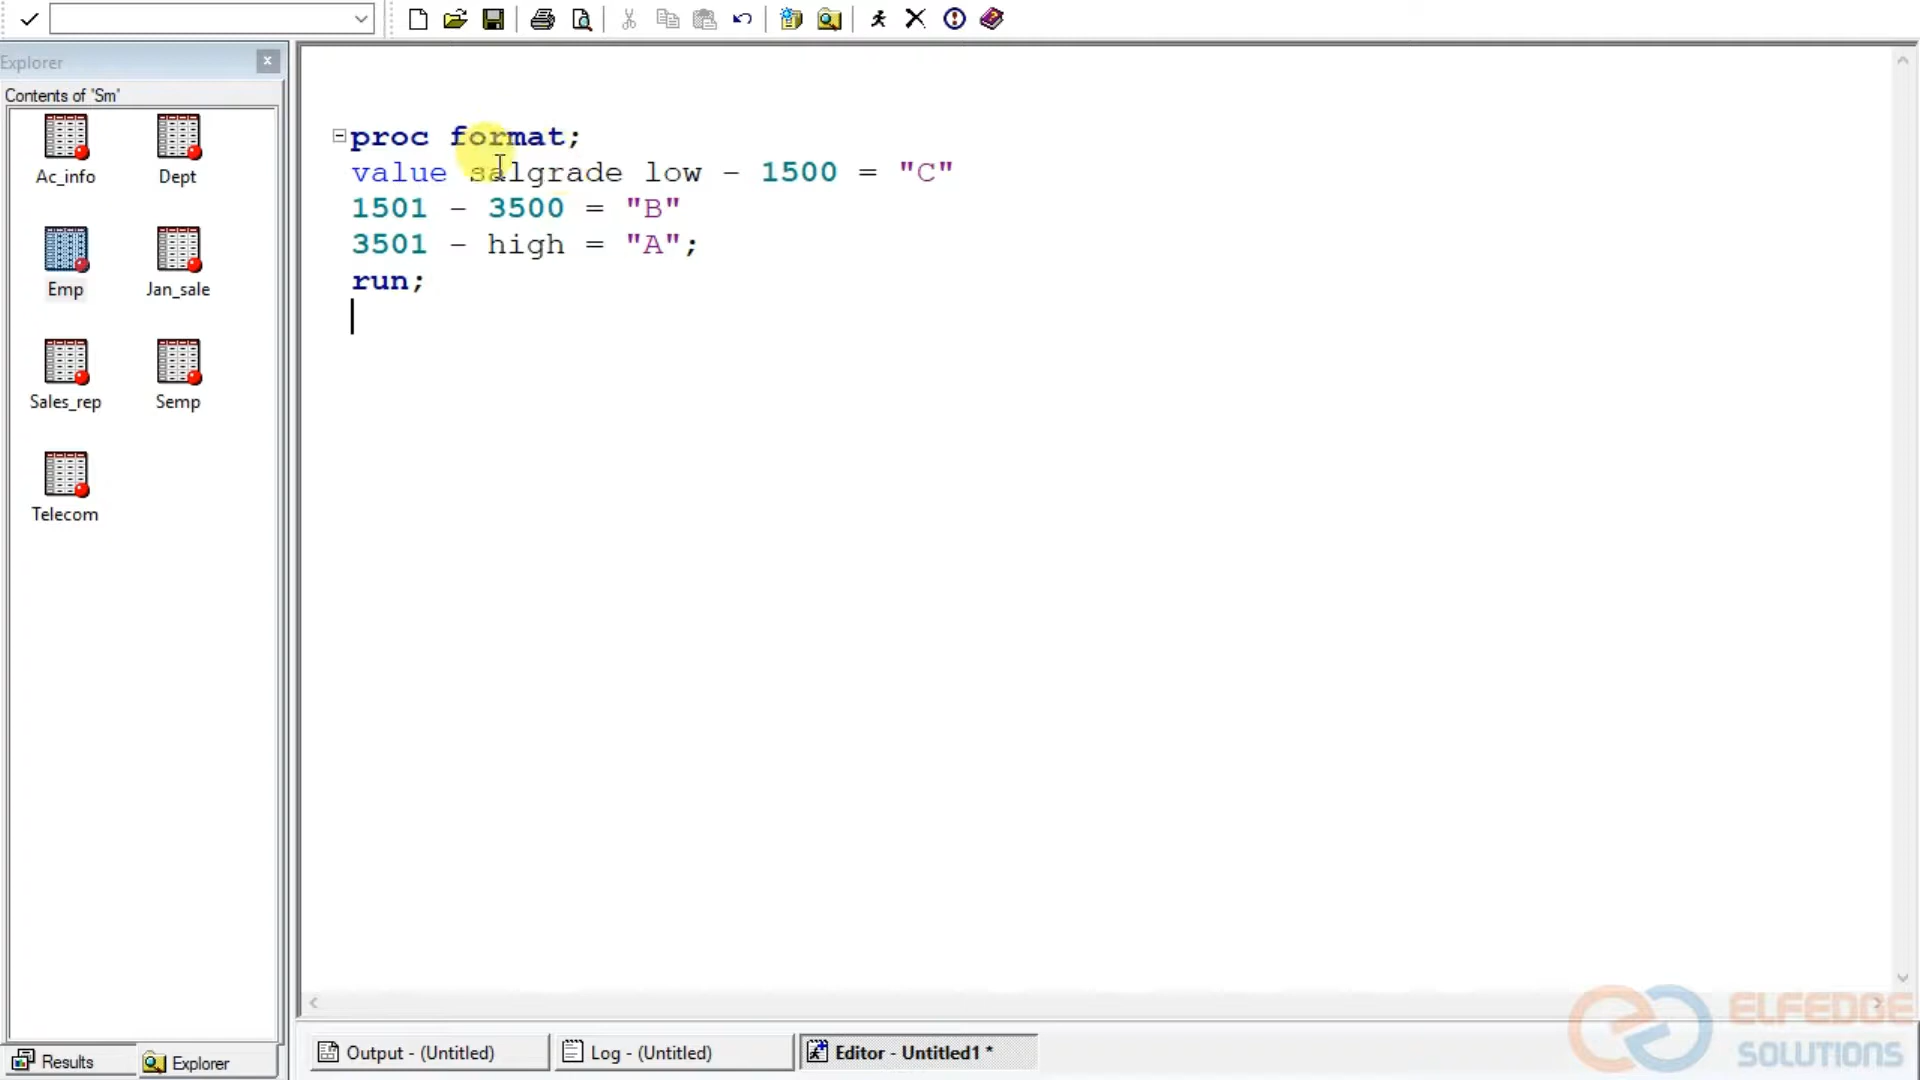 Explorer
Contents of 'Sm'
Ac_info
Dept
Emp
Jan_sale
Sales_rep
Semp
Telecom
Results
Explorer
proc format;
value salgrade low - 1500 = "C"
1501 - 3500 = "B"
3501 - high = "A";
run;
Output - (Untitled)
Log - (Untitled)
Editor - Untitled1 *
ELFEDGE
SOLUTIONS